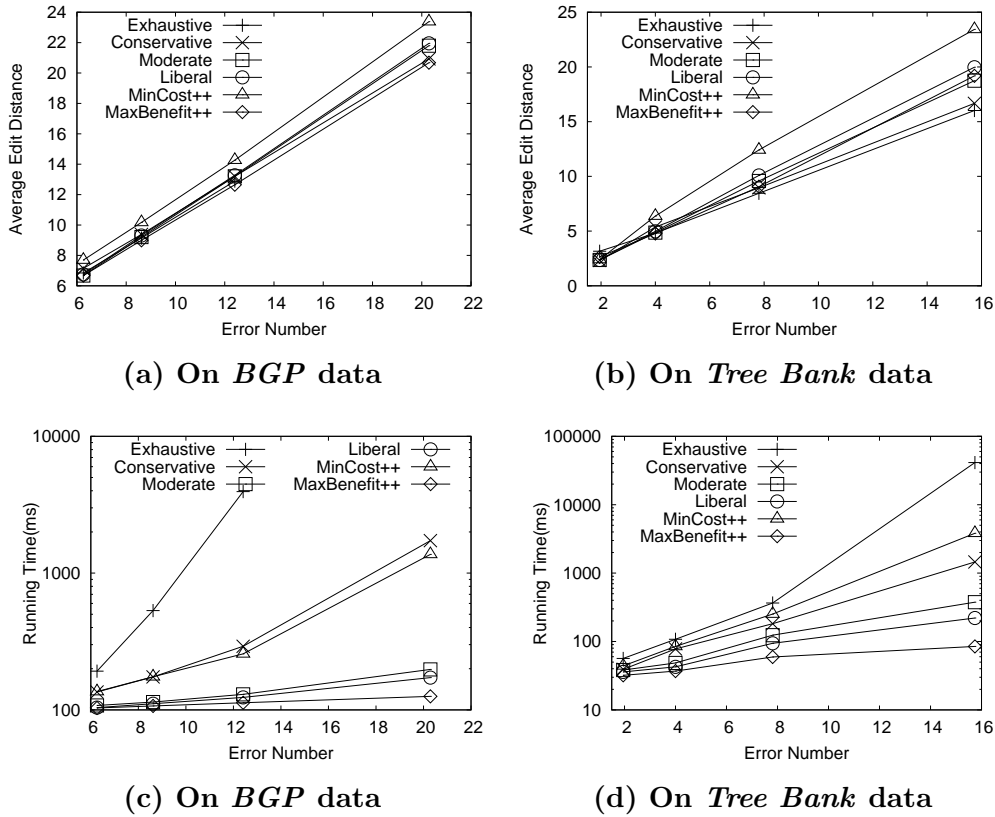 24
22
20
18
16
14
12
10
8
6
Average Edit Distance
Exhaustive
Conservative
Moderate
Liberal
MinCost++
MaxBenefit++
6 8 10 12 14 16 18 20 22
Error Number
(a) On BGP data
25
20
15
10
5
0
Average Edit Distance
Exhaustive
Conservative
Moderate
Liberal
MinCost++
MaxBenefit++
2 4 6 8 10 12 14 16
Error Number
(b) On Tree Bank data
10000
1000
100
Running Time(ms)
Exhaustive
Conservative
Moderate
Liberal
MinCost++
MaxBenefit++
6 8 10 12 14 16 18 20 22
Error Number
(c) On BGP data
100000
10000
1000
100
10
Running Time(ms)
Exhaustive
Conservative
Moderate
Liberal
MinCost++
MaxBenefit++
2 4 6 8 10 12 14 16
Error Number
(d) On Tree Bank data